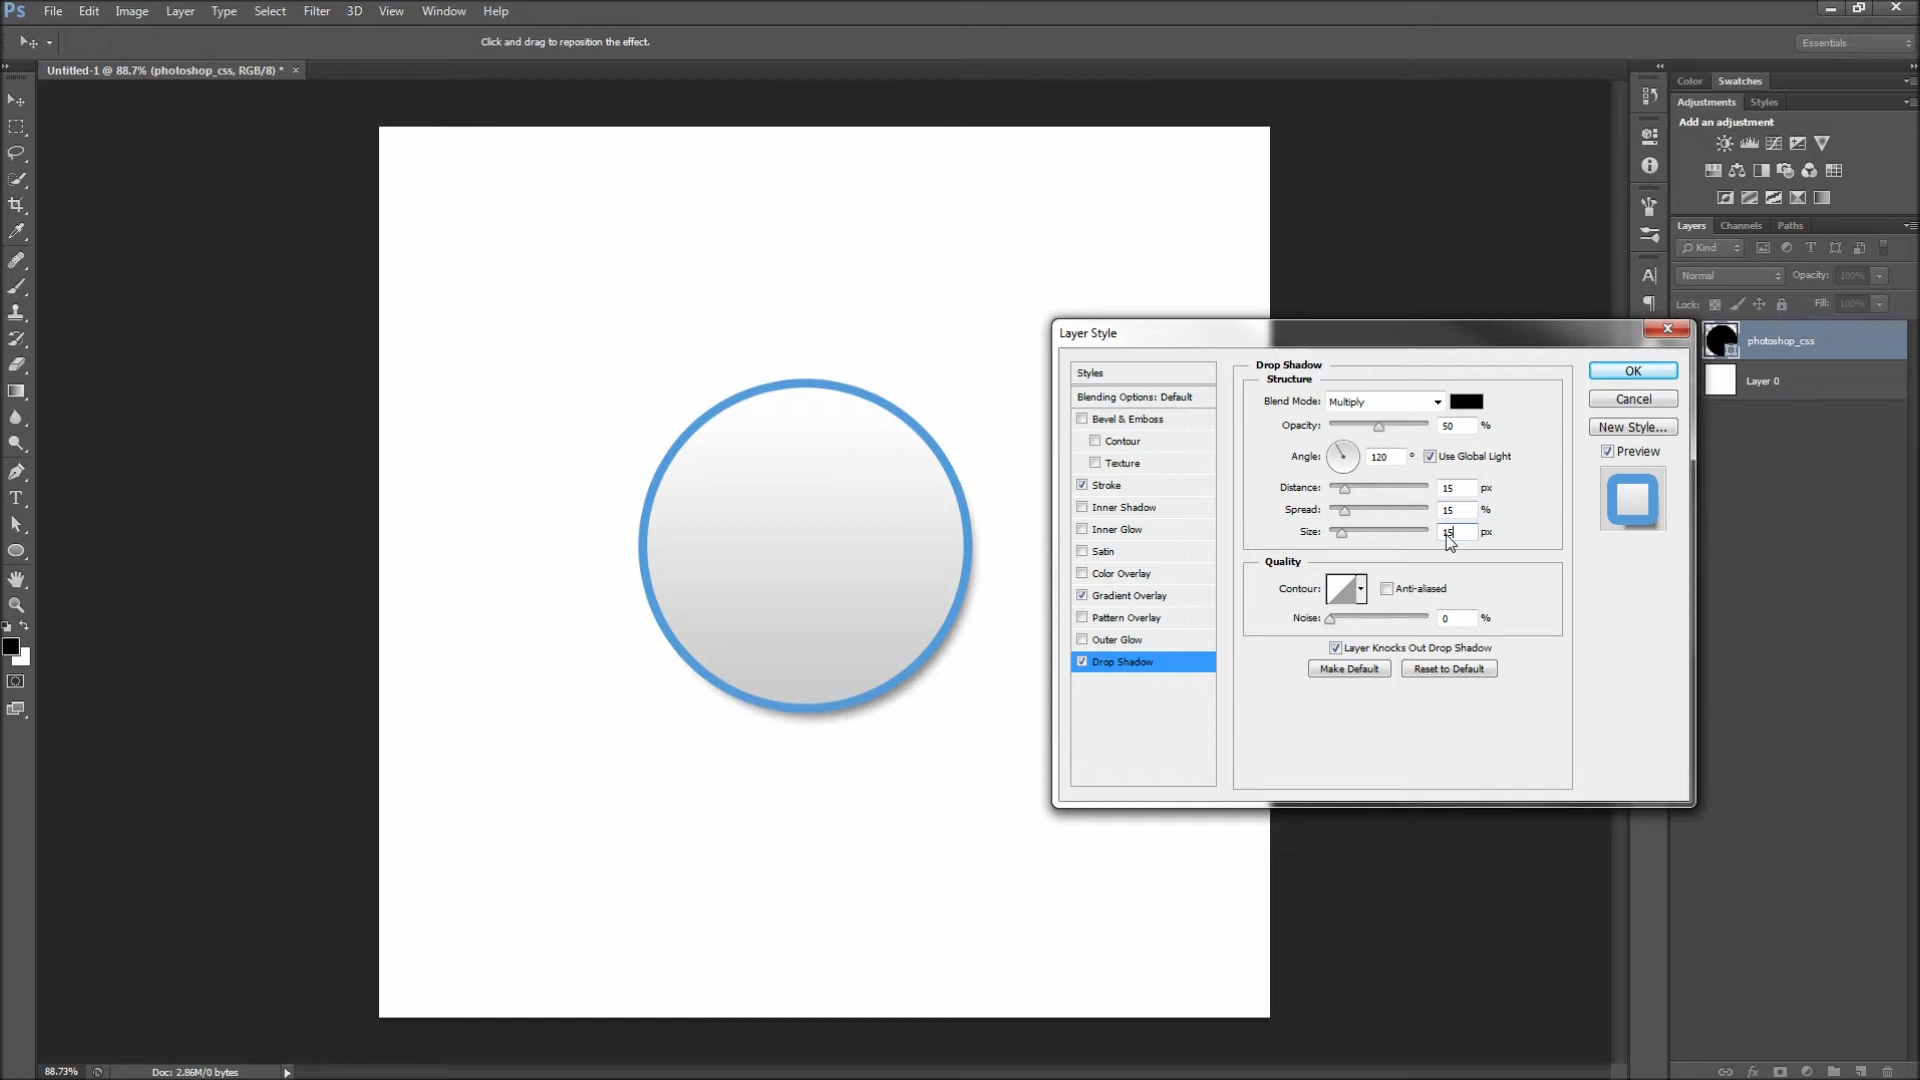 Ps File Edit Image Layer Type Select Filter 3D View Window Help
Click and drag to reposition the effect. Essentials
Untitled-1 @ 88.7% (photoshop_css, RGB/8) * ×
Color Swatches
Adjustments Styles
Add an adjustment
Layers Channels Paths
Kind
Normal Opacity: 100%
Lock: Fill: 100%
photoshop_css
Layer 0
Layer Style
Styles
Blending Options: Default
Bevel & Emboss
Contour
Texture
Stroke
Inner Shadow
Inner Glow
Satin
Color Overlay
Gradient Overlay
Pattern Overlay
Outer Glow
Drop Shadow
Drop Shadow
Structure
Blend Mode: Multiply
Opacity: 50 %
Angle: 120 ° Use Global Light
Distance: 15 px
Spread: 15 %
Size: 15 px
Quality
Contour: Anti-aliased
Noise: 0 %
Layer Knocks Out Drop Shadow
Make Default Reset to Default
OK
Cancel
New Style...
Preview
88.73% Doc: 2.86M/0 bytes